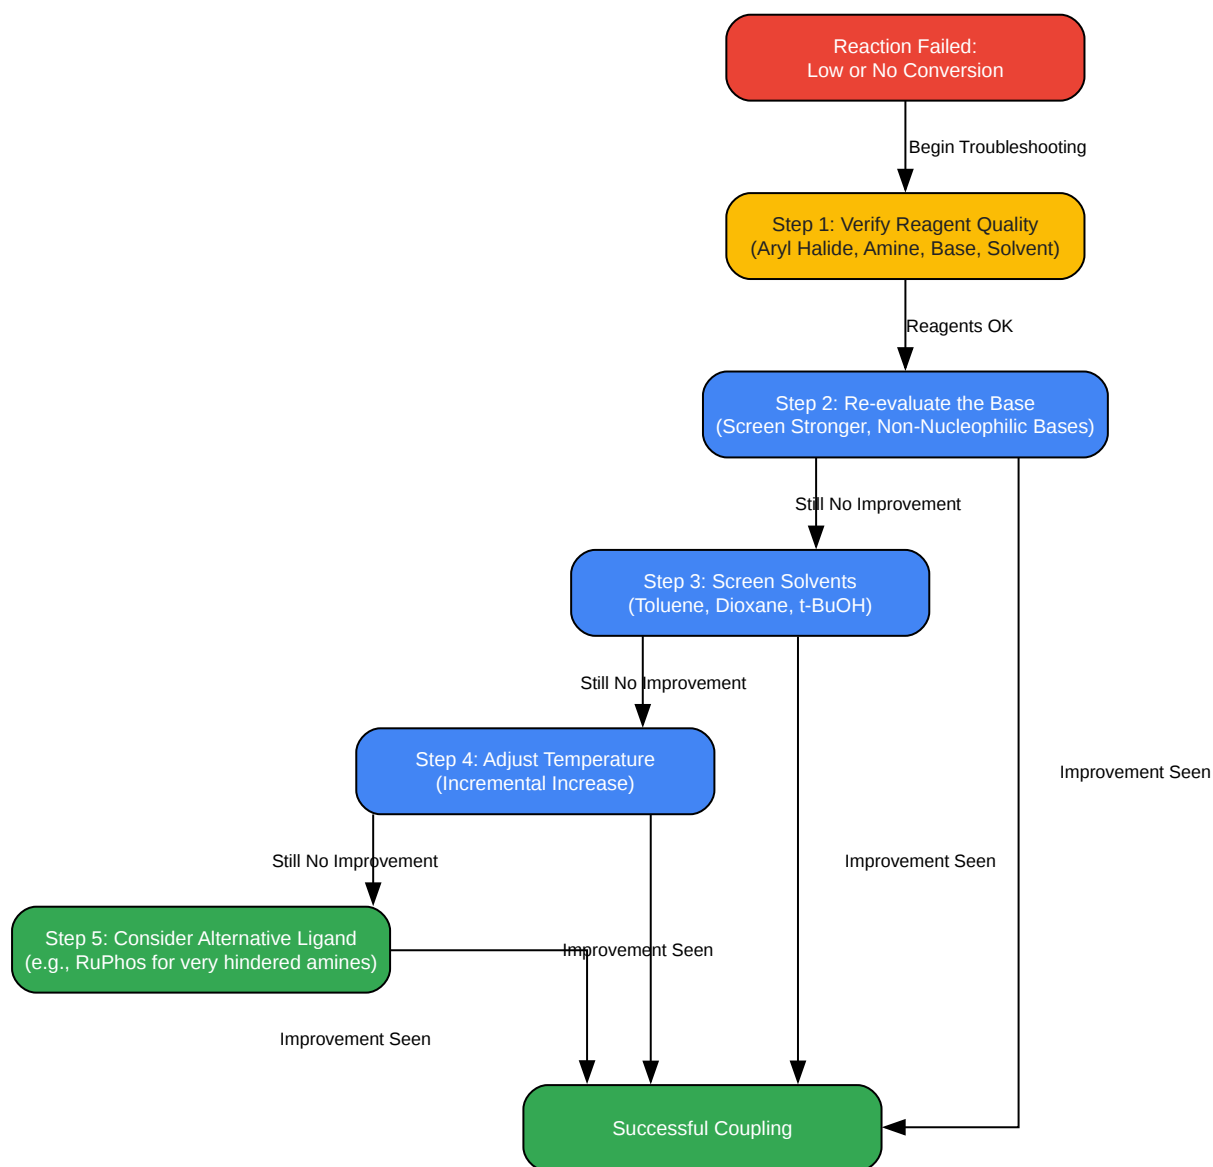 Reaction Failed:
Low or No Conversion
Begin Troubleshooting
Step 1: Verify Reagent Quality
(Aryl Halide, Amine, Base, Solvent)
Reagents OK
Step 2: Re-evaluate the Base
(Screen Stronger, Non-Nucleophilic Bases)
Still No Improvement
Step 3: Screen Solvents
(Toluene, Dioxane, t-BuOH)
Still No Improvement
Step 4: Adjust Temperature
(Incremental Increase)
Improvement Seen
Still No Improvement
Improvement Seen
Step 5: Consider Alternative Ligand
(e.g., RuPhos for very hindered amines)
Improvement Seen
Improvement Seen
Successful Coupling